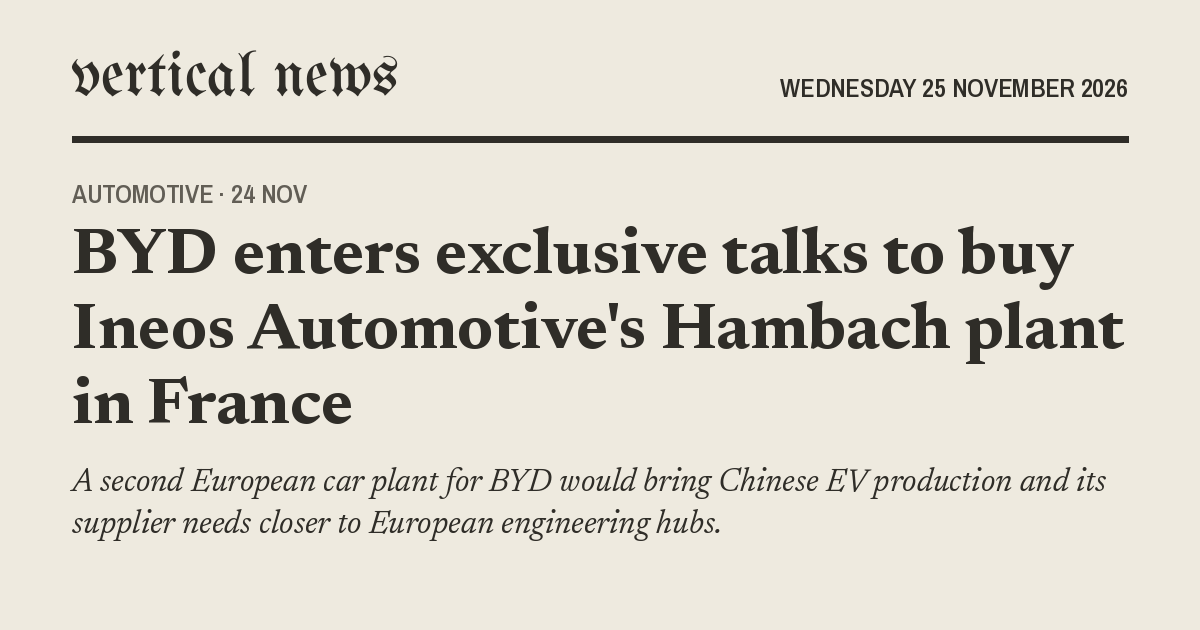 vertical news
WEDNESDAY 25 NOVEMBER 2026
AUTOMOTIVE · 24 NOV
BYD enters exclusive talks to buy
Ineos Automotive's Hambach plant
in France
A second European car plant for BYD would bring Chinese EV production and its
supplier needs closer to European engineering hubs.